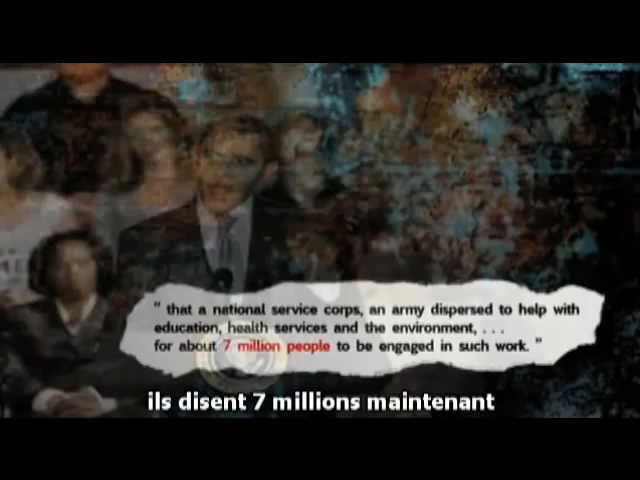 " that a national service corps, an army dispersed to help with
education, health services and the environment, . . .
for about 7 million people to be engaged in such work. "
ils disent 7 millions maintenant